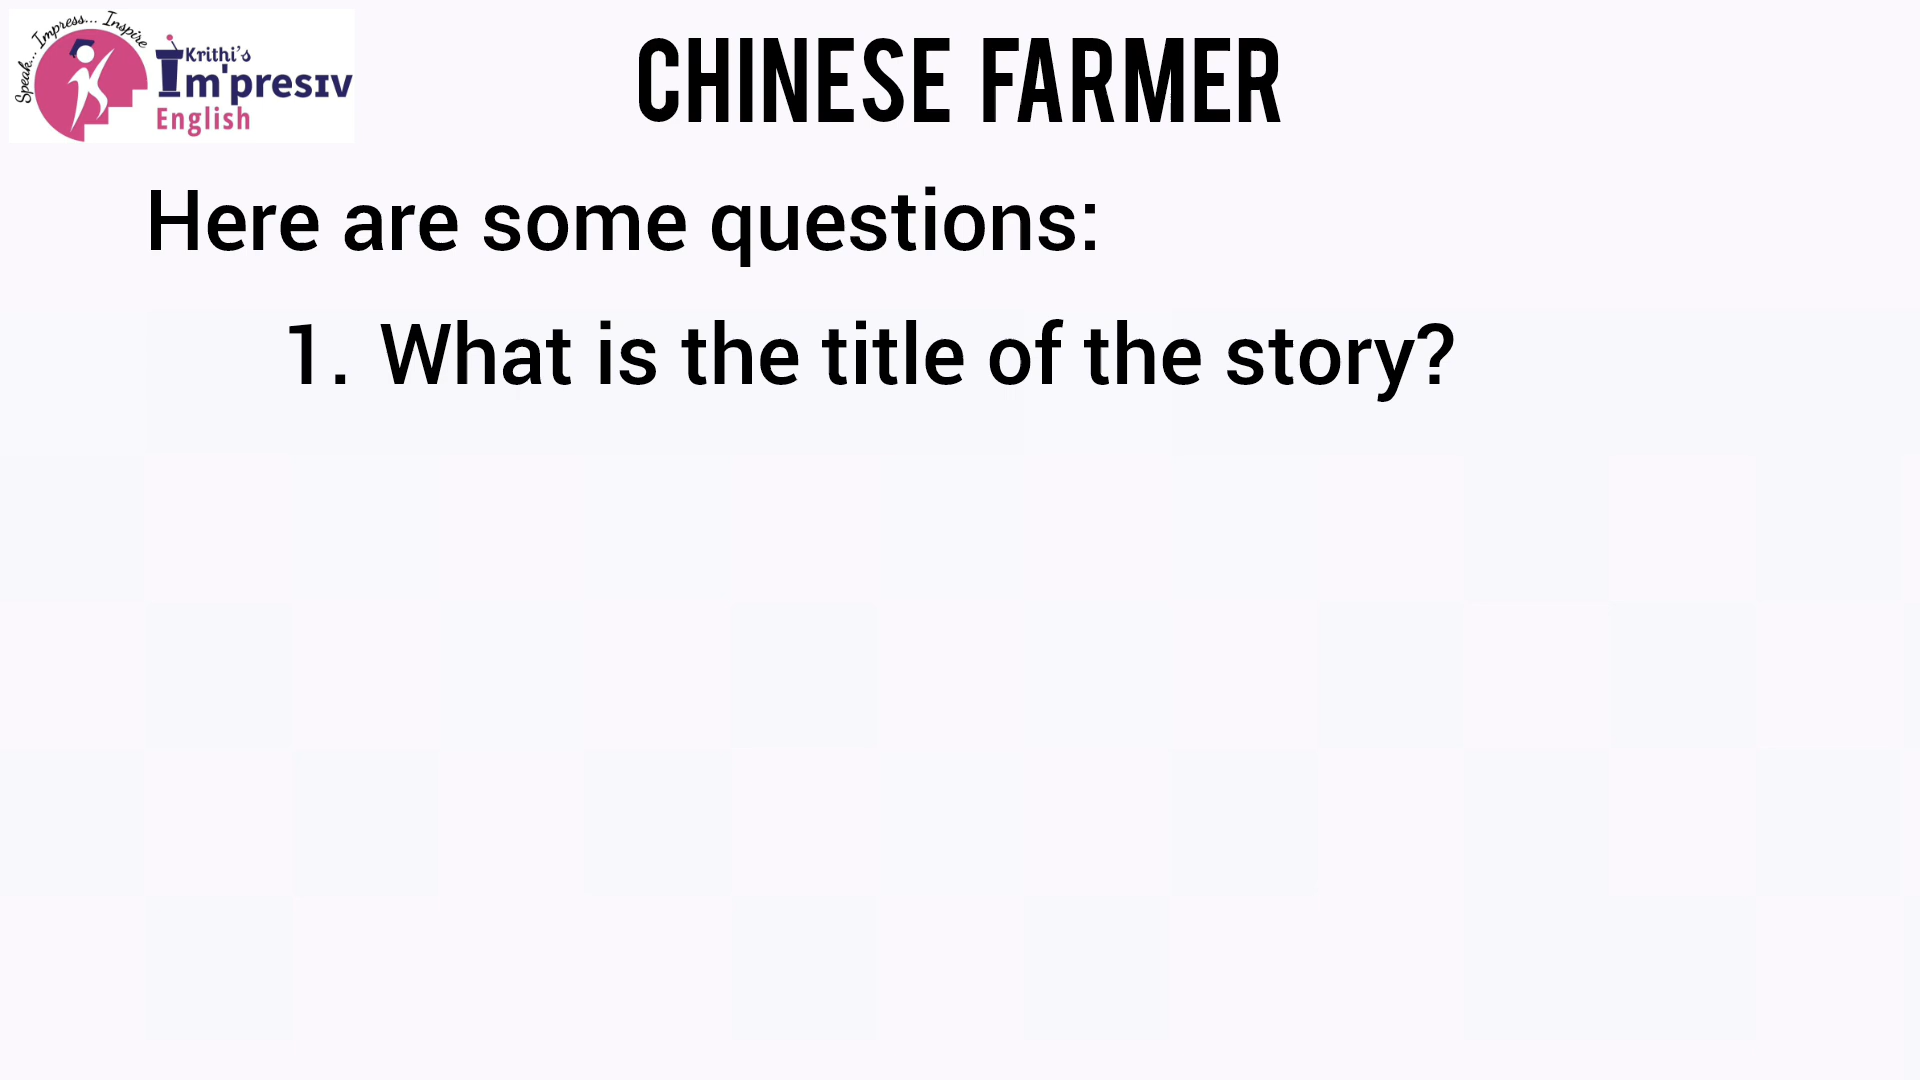 Speak... Impress... Inspire
Krithi's
Im'presiv
English
CHINESE FARMER
Here are some questions:
1. What is the title of the story?